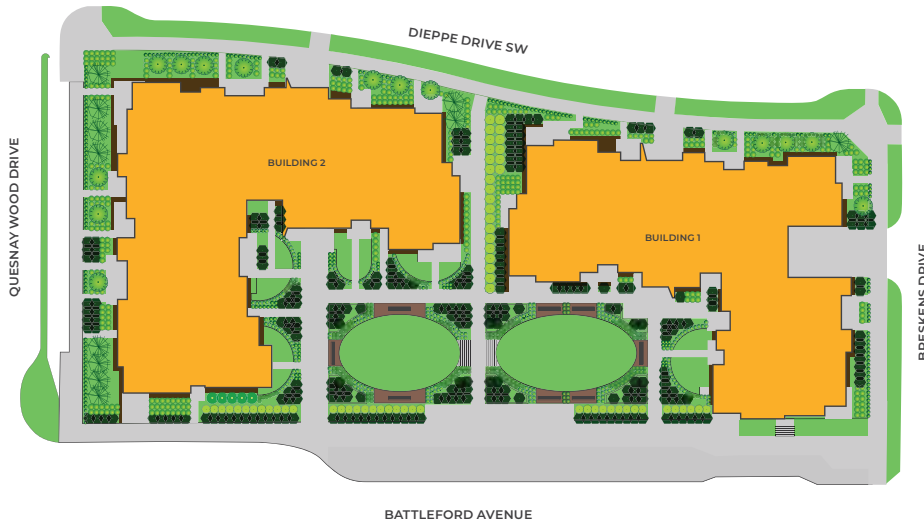 DIEPPE DRIVE SW
QUESNAY WOOD DRIVE
BUILDING 2
BUILDING 1
BRESKENS DRIVE
BATTLEFORD AVENUE